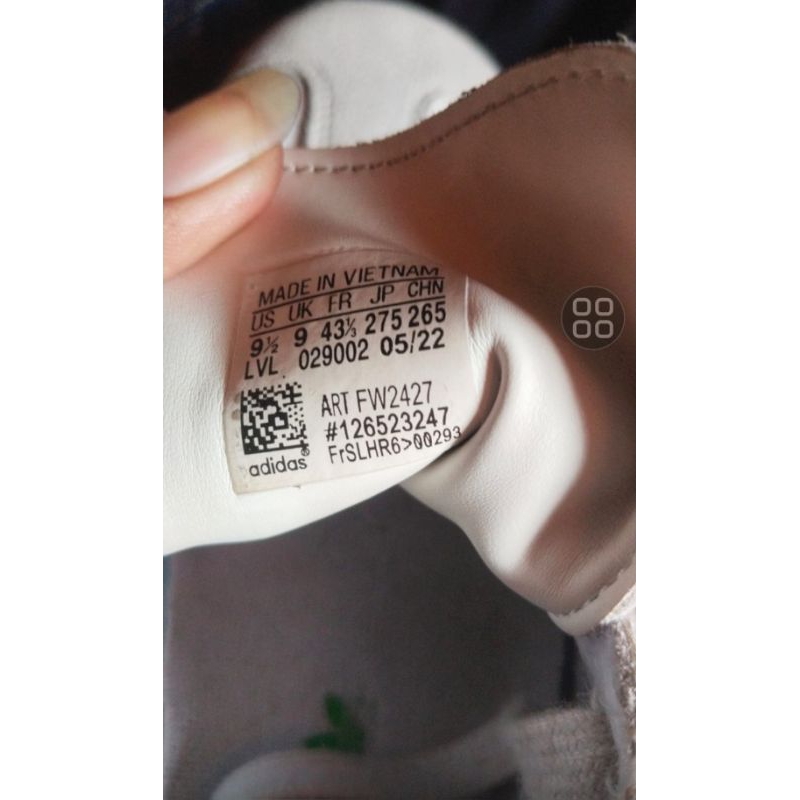 MADE IN VIETNAM
US UK FR JP CHN
9½ 9 43⅓ 275 265
LVL 029002 05/22
ART FW2427
#126523247
FrSLHR6>00293
adidas®